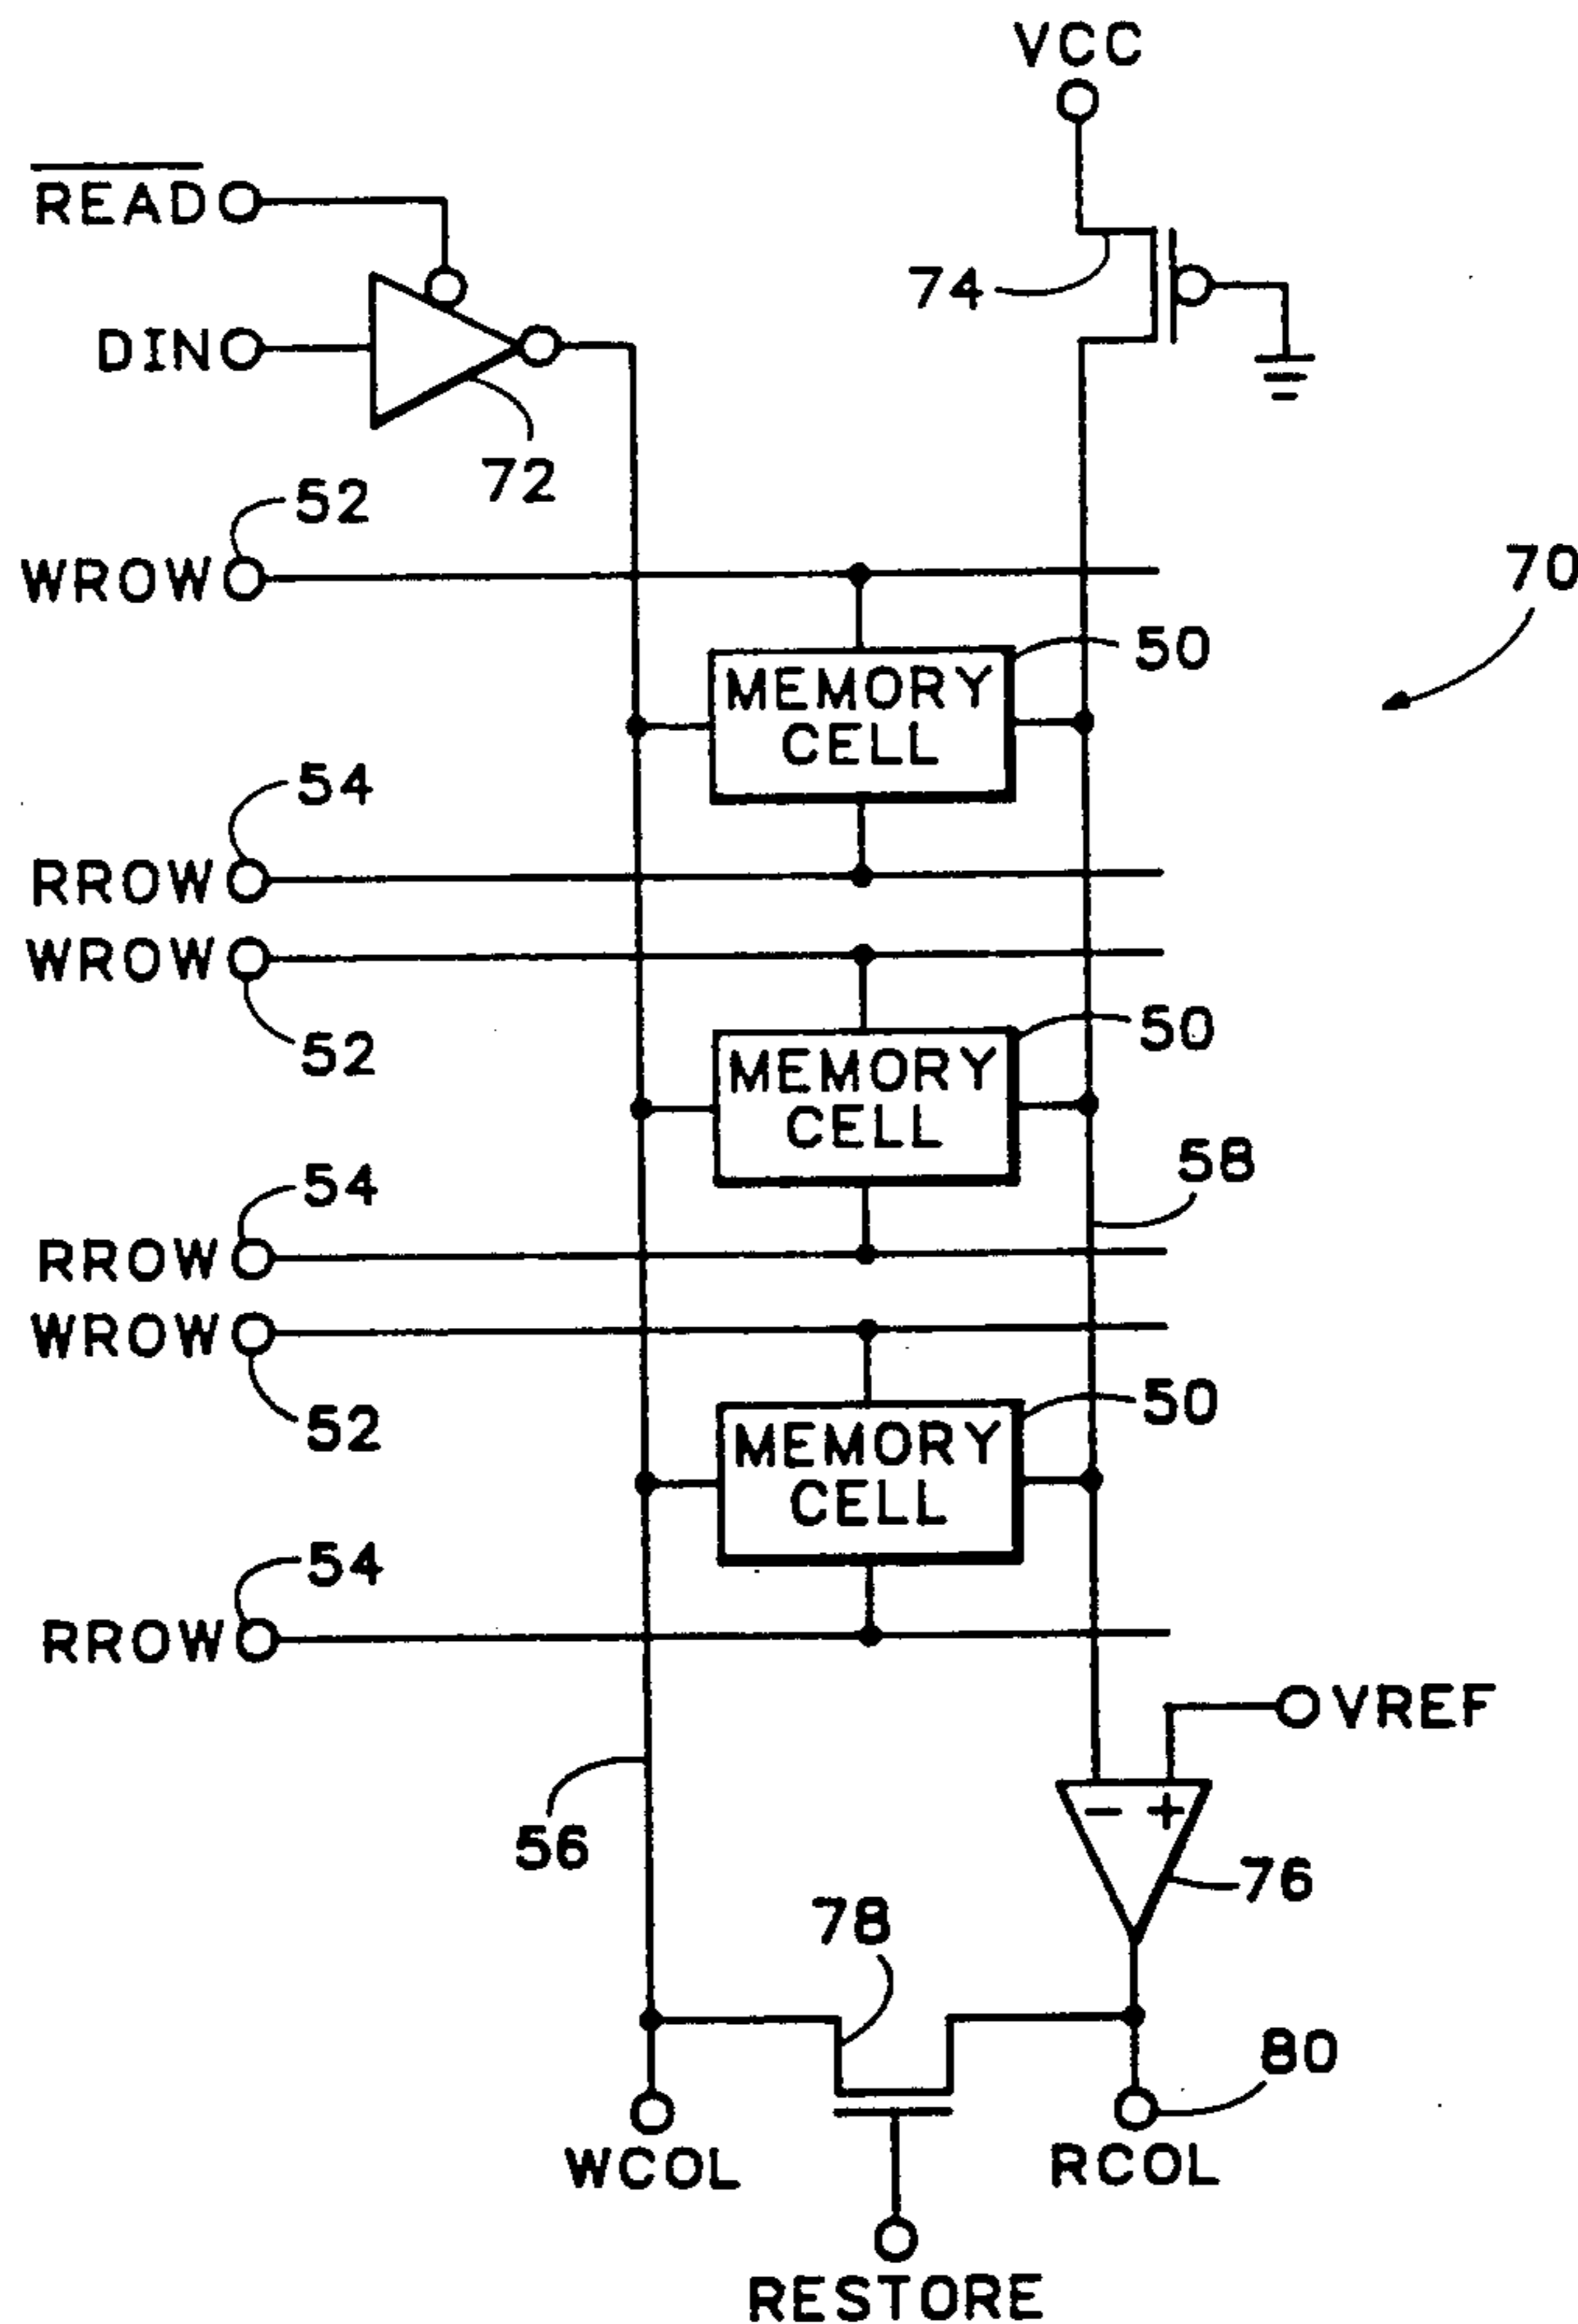 VCC
READ
74
DIN
72
52
WROW
70
50
MEMORY
CELL
54
RROW
WROW
52
50
MEMORY
CELL
58
54
RROW
WROW
52
50
MEMORY
CELL
54
RROW
VREF
56
- +
76
78
80
WCOL
RCOL
RESTORE